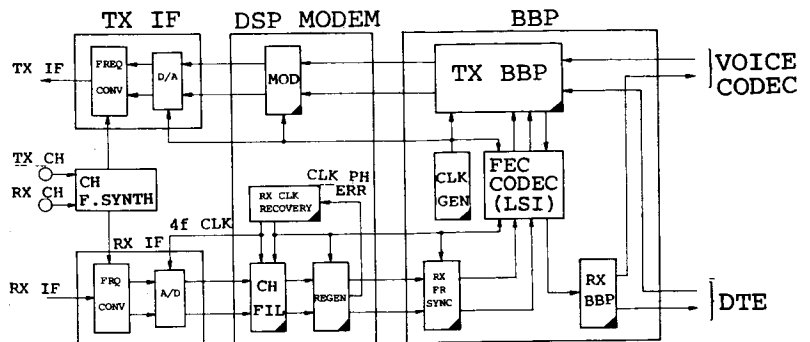 TX IF
DSP MODEM
BBP
TX IF
FREQ
CONV
D/A
MOD
TX BBP
VOICE
CODEC
TX CH
RX CH
CH
F.SYNTH
CLK PH
ERR
RX CLK
RECOVERY
CLK
GEN
FEC
CODEC
(LSI)
4f CLK
RX IF
RX IF
FRQ
CONV
A/D
CH
FIL
REGEN
RX
FR
SYNC
RX
BBP
DTE